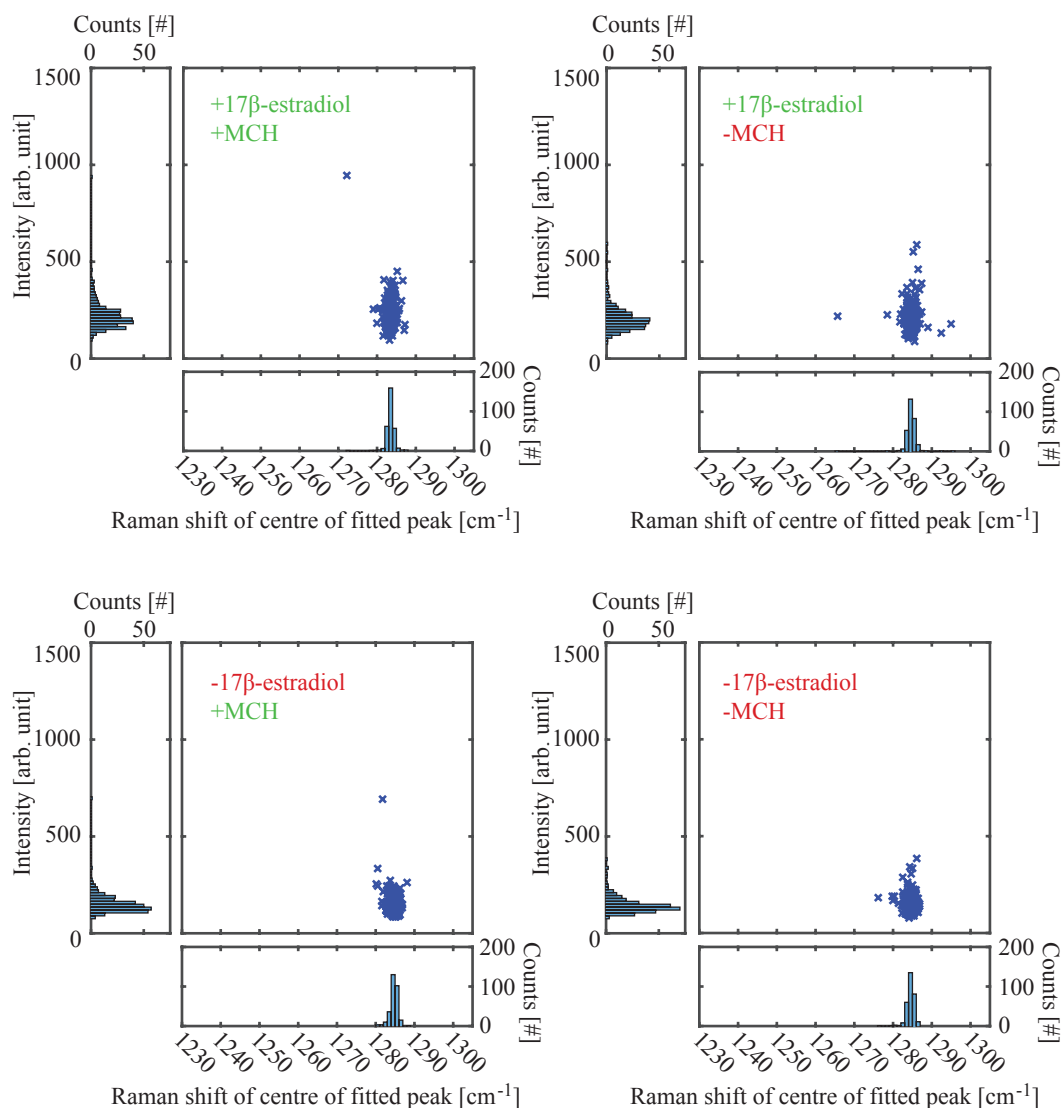 Counts [#]
0 50
1500
1000
500
0
Intensity [arb. unit]
+17β-estradiol
+MCH
200
100
0
Counts [#]
1230 1240 1250 1260 1270 1280 1290 1300
Raman shift of centre of fitted peak [cm-1]
Counts [#]
0 50
1500
1000
500
0
Intensity [arb. unit]
+17β-estradiol
-MCH
200
100
0
Counts [#]
1230 1240 1250 1260 1270 1280 1290 1300
Raman shift of centre of fitted peak [cm-1]
Counts [#]
0 50
1500
1000
500
0
Intensity [arb. unit]
-17β-estradiol
+MCH
200
100
0
Counts [#]
1230 1240 1250 1260 1270 1280 1290 1300
Raman shift of centre of fitted peak [cm-1]
Counts [#]
0 50
1500
1000
500
0
Intensity [arb. unit]
-17β-estradiol
-MCH
200
100
0
Counts [#]
1230 1240 1250 1260 1270 1280 1290 1300
Raman shift of centre of fitted peak [cm-1]